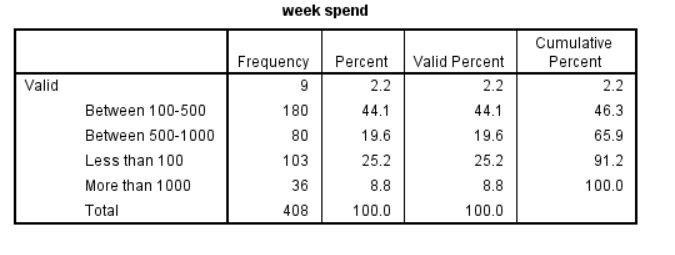 week spend
Frequency Percent Valid Percent Cumulative Percent
Valid 9 2.2 2.2 2.2
Between 100-500 180 44.1 44.1 46.3
Between 500-1000 80 19.6 19.6 65.9
Less than 100 103 25.2 25.2 91.2
More than 1000 36 8.8 8.8 100.0
Total 408 100.0 100.0